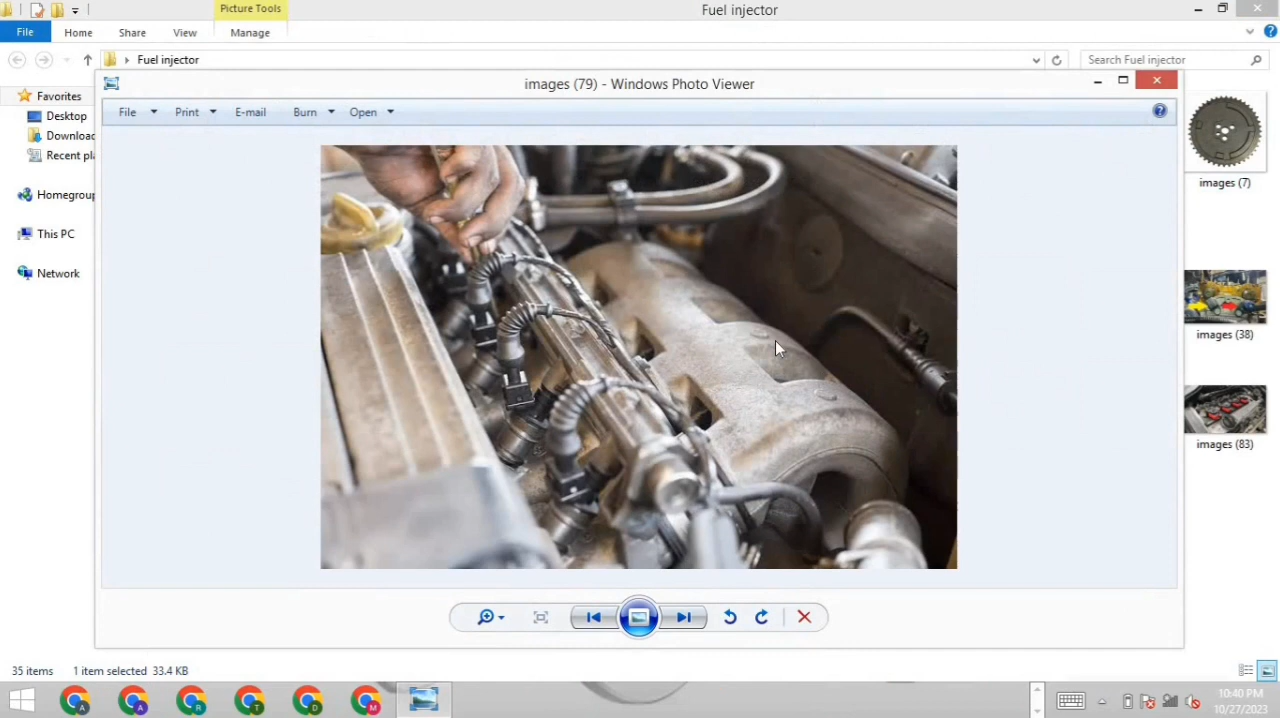 Picture Tools
Fuel injector
File Home Share View Manage
Fuel injector
Search Fuel injector
images (79) - Windows Photo Viewer
File Print E-mail Burn Open
Favorites
Desktop
Downloac
Recent pl
Homegroup
This PC
Network
images (7)
images (38)
images (83)
35 items 1 item selected 33.4 KB
A A R T D M
10:40 PM
10/27/2023